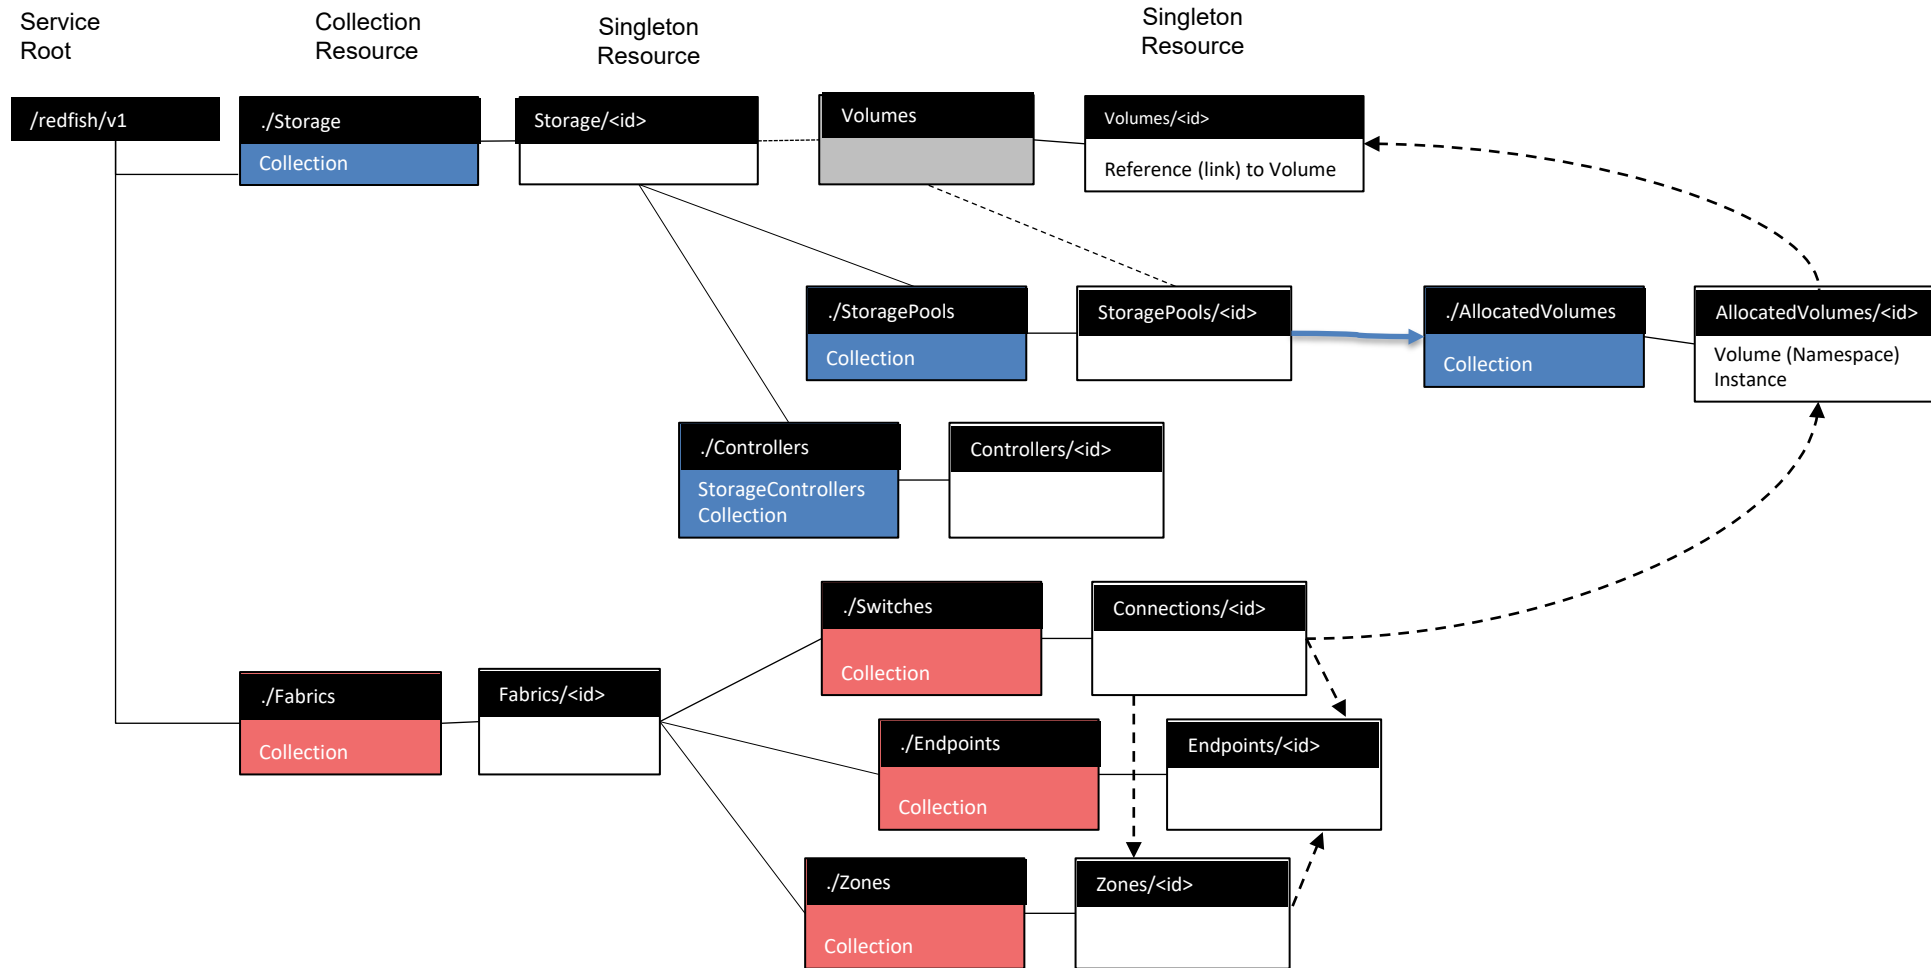 Service
Root
Collection
Resource
Singleton
Resource
Singleton
Resource
/redfish/v1
./Storage
Collection
Storage/<id>
Volumes
Volumes/<id>
Reference (link) to Volume
./StoragePools
Collection
StoragePools/<id>
./AllocatedVolumes
Collection
AllocatedVolumes/<id>
Volume (Namespace)
Instance
./Controllers
StorageControllers
Collection
Controllers/<id>
./Switches
Collection
Connections/<id>
./Fabrics
Collection
Fabrics/<id>
./Endpoints
Collection
Endpoints/<id>
./Zones
Collection
Zones/<id>